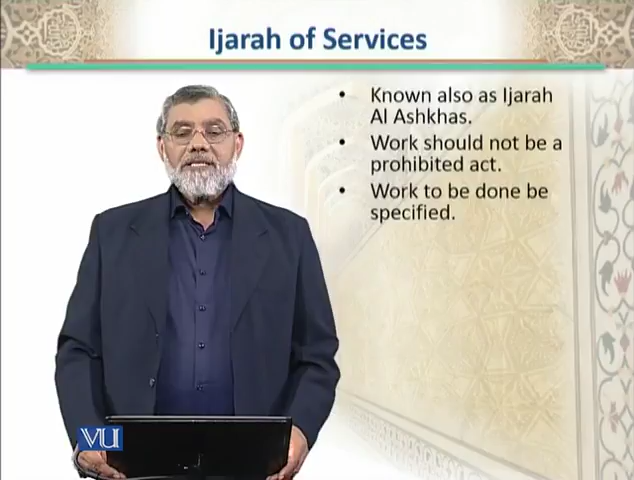 Ijarah of Services
• Known also as Ijarah
Al Ashkhas.
• Work should not be a
prohibited act.
• Work to be done be
specified.
VU